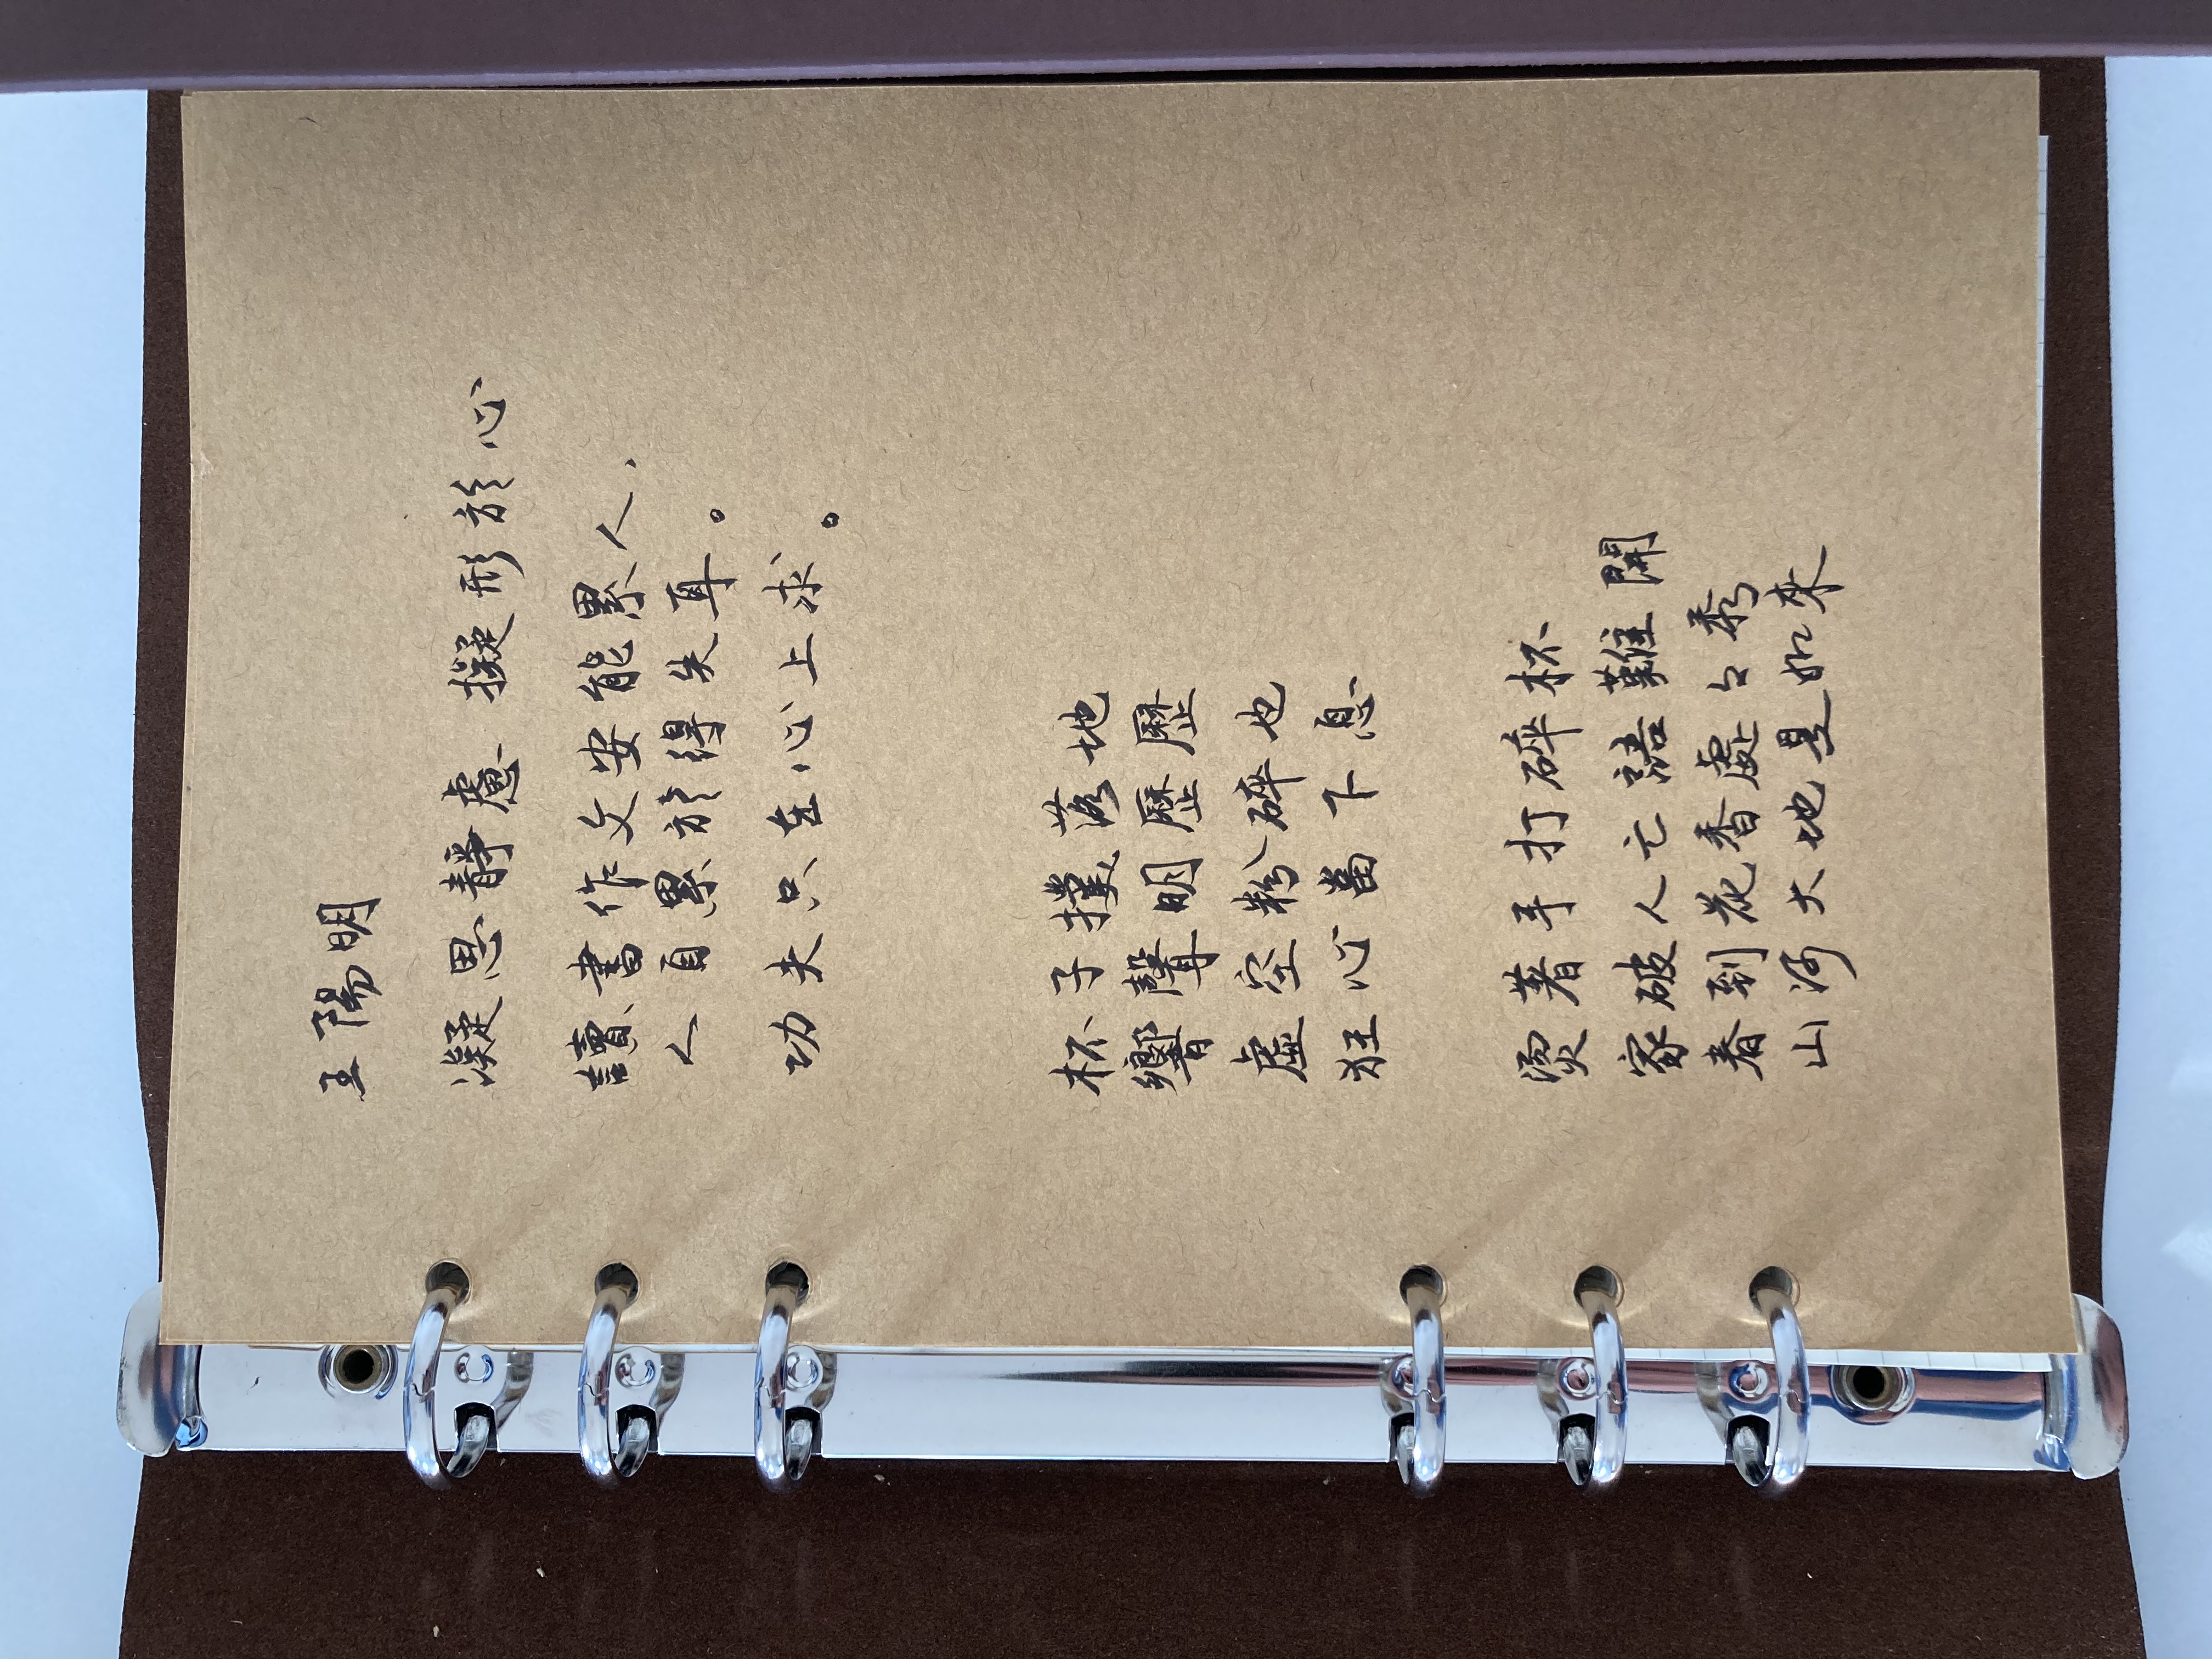 王陽明
凝思靜慮 擬形於心
讀書作文安能累人,
人自累於得失耳。
功夫只在心上求。
杯子撲落地
響聲明歷歷
虛空粉碎也
狂心當下息
燙著手打碎杯
家破人亡語難開
春到花香處々秀
山河大地是如來